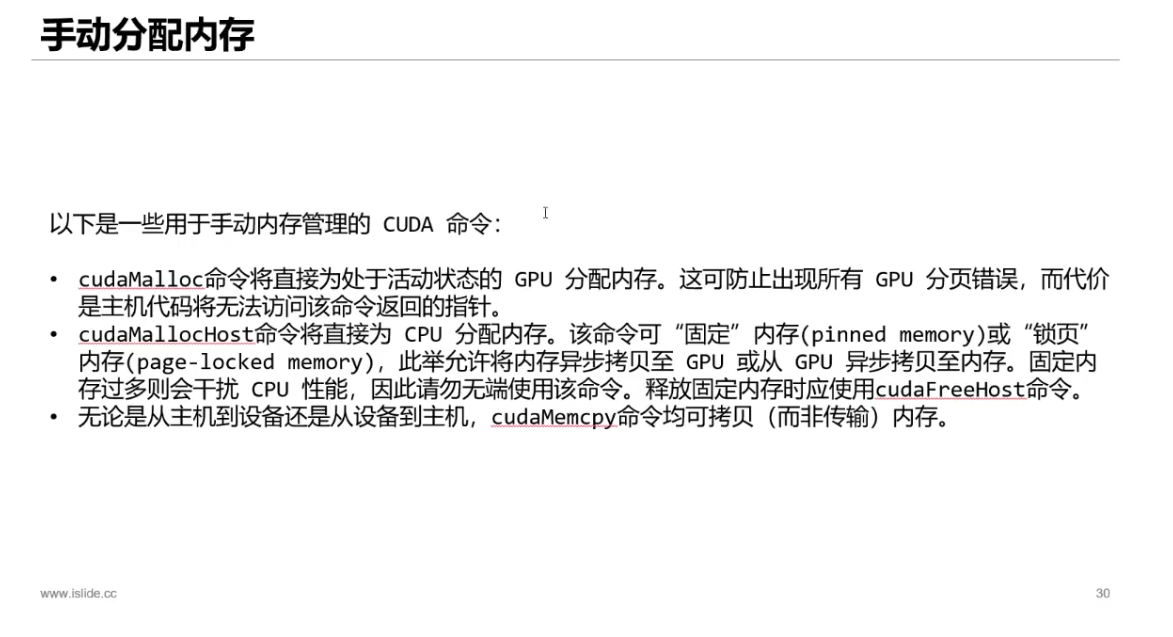 手动分配内存
以下是一些用于手动内存管理的 CUDA 命令：
• cudaMalloc命令将直接为处于活动状态的 GPU 分配内存。这可防止出现所有 GPU 分页错误，而代价
是主机代码将无法访问该命令返回的指针。
• cudaMallocHost命令将直接为 CPU 分配内存。该命令可“固定”内存(pinned memory)或“锁页”
内存(page-locked memory)，此举允许将内存异步拷贝至 GPU 或从 GPU 异步拷贝至内存。固定内
存过多则会干扰 CPU 性能，因此请勿无端使用该命令。释放固定内存时应使用cudaFreeHost命令。
• 无论是从主机到设备还是从设备到主机，cudaMemcpy命令均可拷贝（而非传输）内存。
www.islide.cc
30